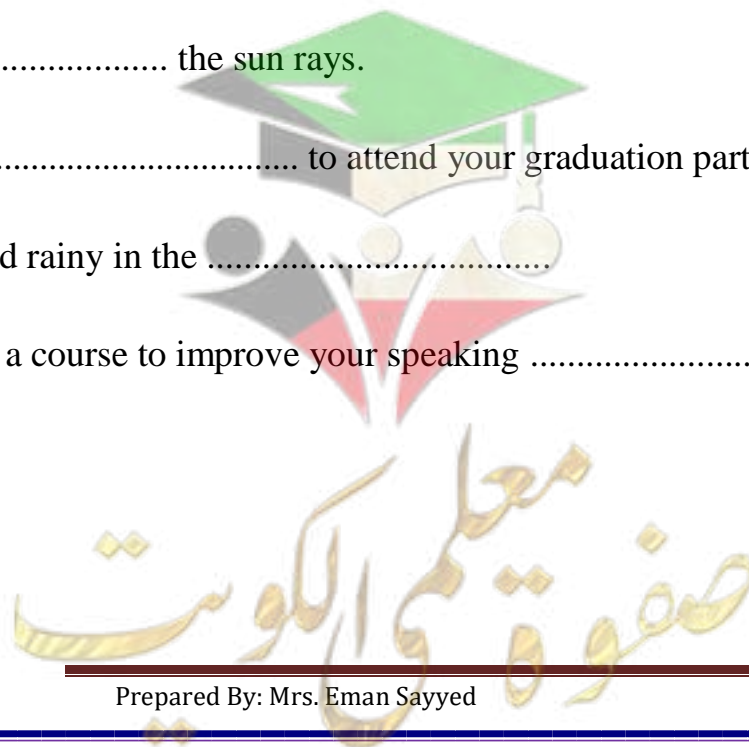 .................. the sun rays.
................................. to attend your graduation part
d rainy in the .....................................
a course to improve your speaking ........................
صفوة معلمى الكويت
Prepared By: Mrs. Eman Sayyed